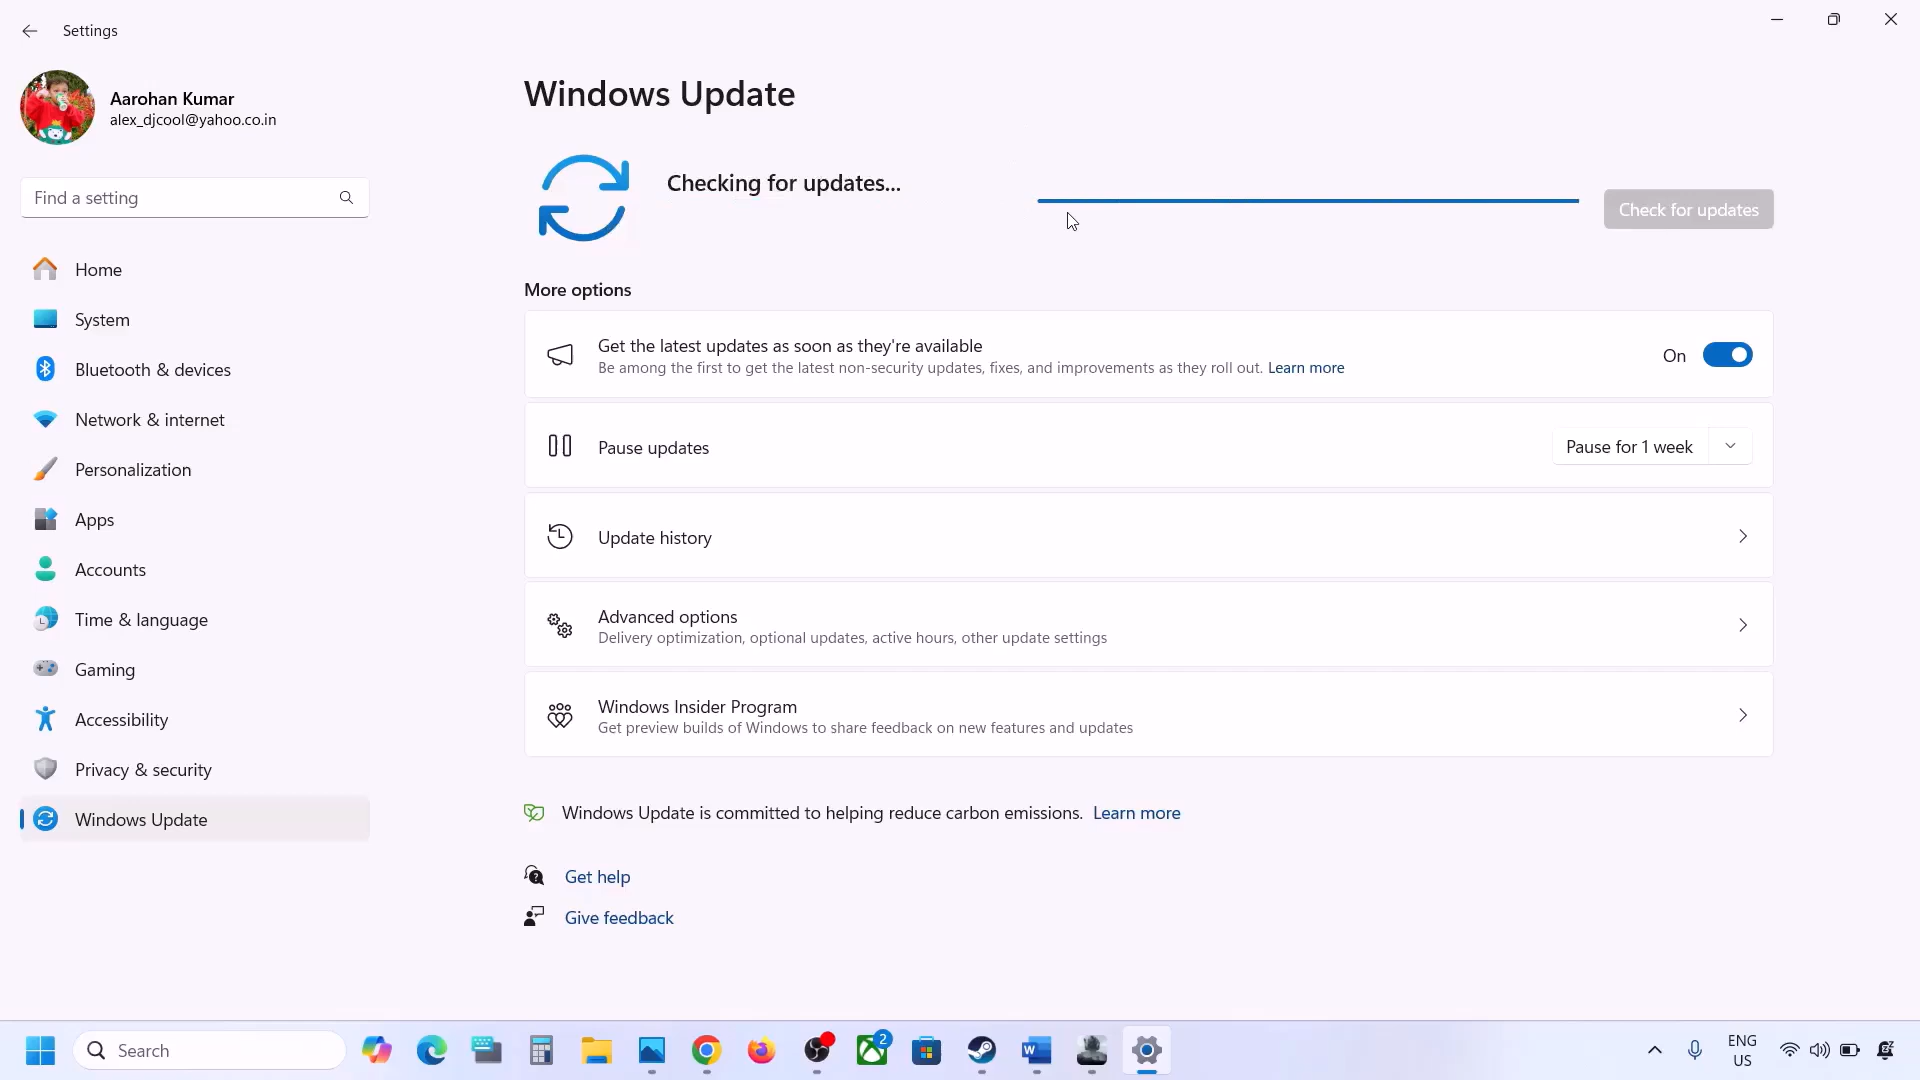 Settings
Aarohan Kumar
alex_djcool@yahoo.co.in
Find a setting
Home
System
Bluetooth & devices
Network & internet
Personalization
Apps
Accounts
Time & language
Gaming
Accessibility
Privacy & security
Windows Update
Windows Update
Checking for updates...
Check for updates
More options
Get the latest updates as soon as they're available
Be among the first to get the latest non-security updates, fixes, and improvements as they roll out. Learn more
On
Pause updates
Pause for 1 week
Update history
Advanced options
Delivery optimization, optional updates, active hours, other update settings
Windows Insider Program
Get preview builds of Windows to share feedback on new features and updates
Windows Update is committed to helping reduce carbon emissions. Learn more
Get help
Give feedback
Search
2
ENG
US